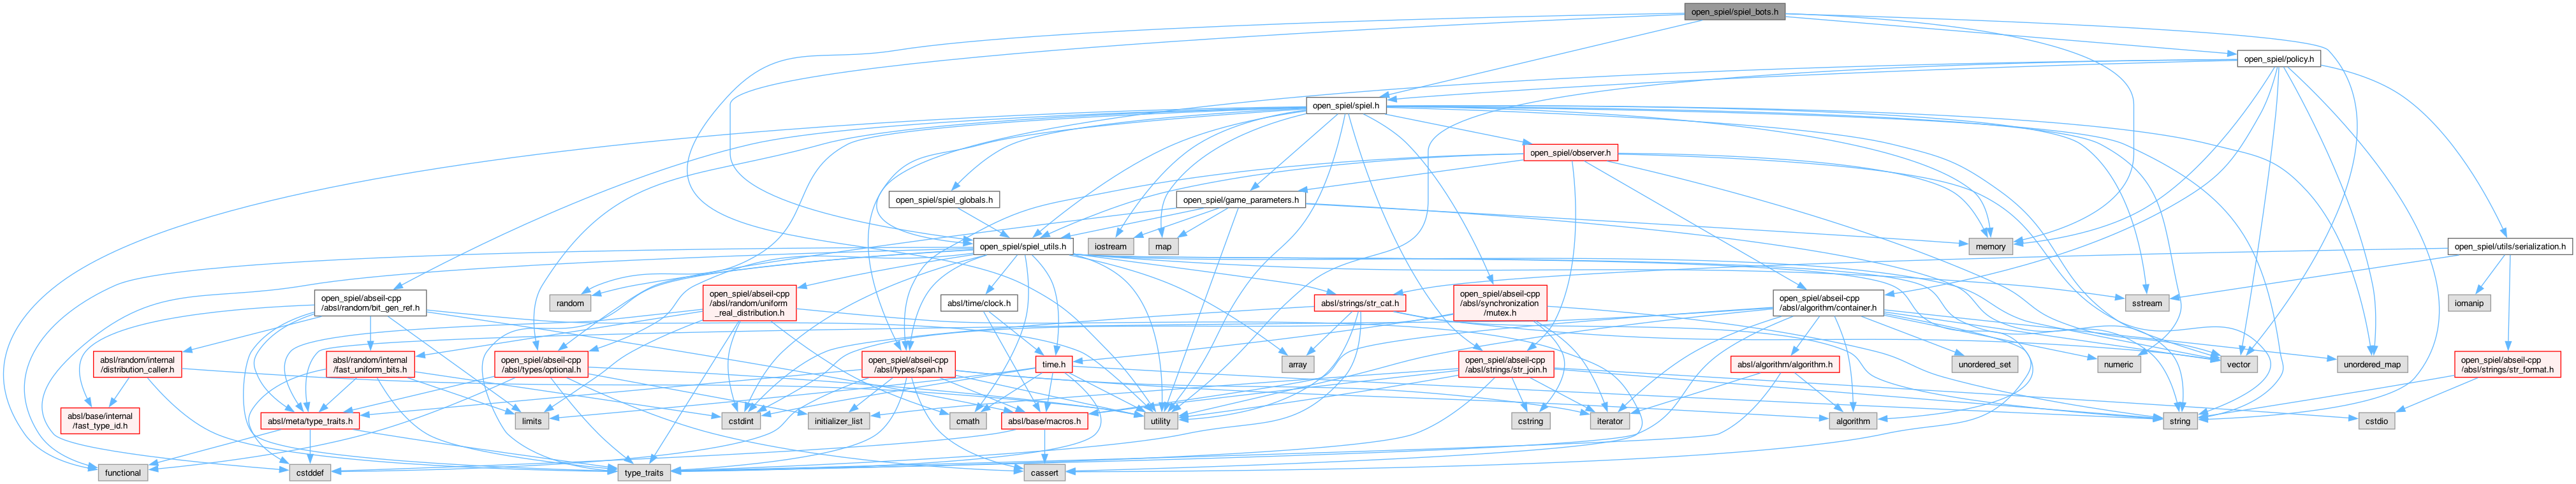 open_spiel/spiel_bots.h
open_spiel/policy.h
open_spiel/spiel.h
open_spiel/observer.h
open_spiel/spiel_globals.h
open_spiel/game_parameters.h
open_spiel/spiel_utils.h
iostream
map
memory
open_spiel/utils/serialization.h
open_spiel/abseil-cpp
/absl/random/bit_gen_ref.h
random
open_spiel/abseil-cpp
/absl/random/uniform
_real_distribution.h
absl/time/clock.h
absl/strings/str_cat.h
open_spiel/abseil-cpp
/absl/synchronization
/mutex.h
open_spiel/abseil-cpp
/absl/algorithm/container.h
sstream
iomanip
absl/random/internal
/distribution_caller.h
absl/random/internal
/fast_uniform_bits.h
open_spiel/abseil-cpp
/absl/types/optional.h
open_spiel/abseil-cpp
/absl/types/span.h
time.h
array
open_spiel/abseil-cpp
/absl/strings/str_join.h
absl/algorithm/algorithm.h
unordered_set
numeric
vector
unordered_map
open_spiel/abseil-cpp
/absl/strings/str_format.h
absl/base/internal
/fast_type_id.h
absl/meta/type_traits.h
limits
cstdint
initializer_list
cmath
absl/base/macros.h
utility
cstring
iterator
algorithm
string
cstdio
functional
cstddef
type_traits
cassert